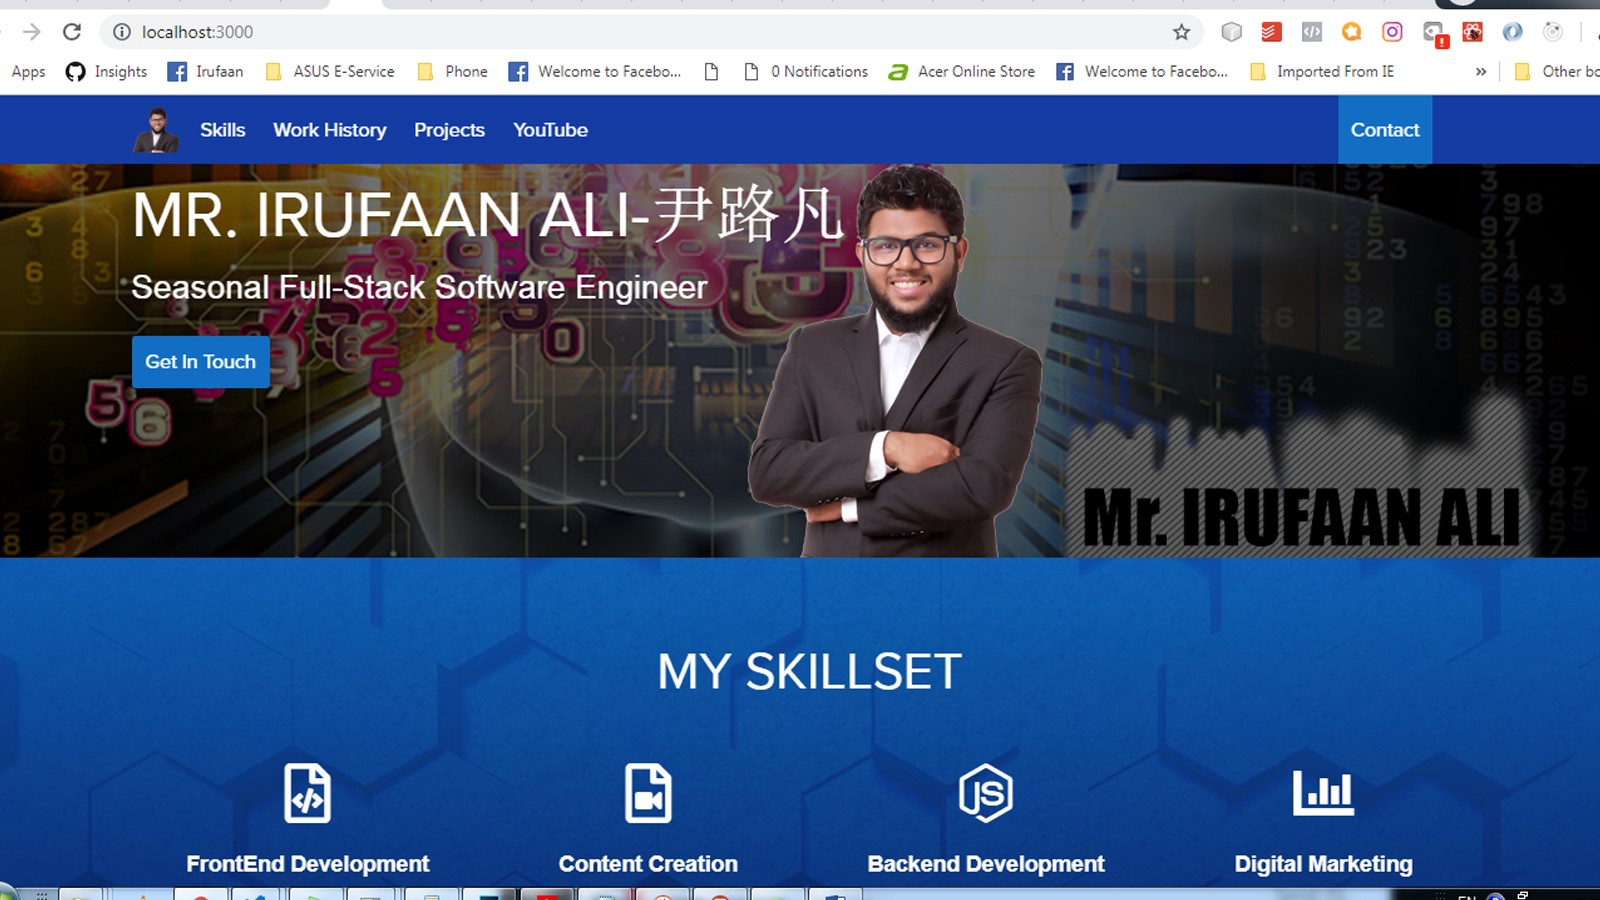 localhost:3000
Apps Insights Irufaan ASUS E-Service Phone Welcome to Facebo... 0 Notifications Acer Online Store Welcome to Facebo... Imported From IE » Other bo
Skills Work History Projects YouTube Contact
MR. IRUFAAN ALI-尹路凡
Seasonal Full-Stack Software Engineer
Get In Touch
Mr. IRUFAAN ALI
MY SKILLSET
FrontEnd Development Content Creation Backend Development Digital Marketing